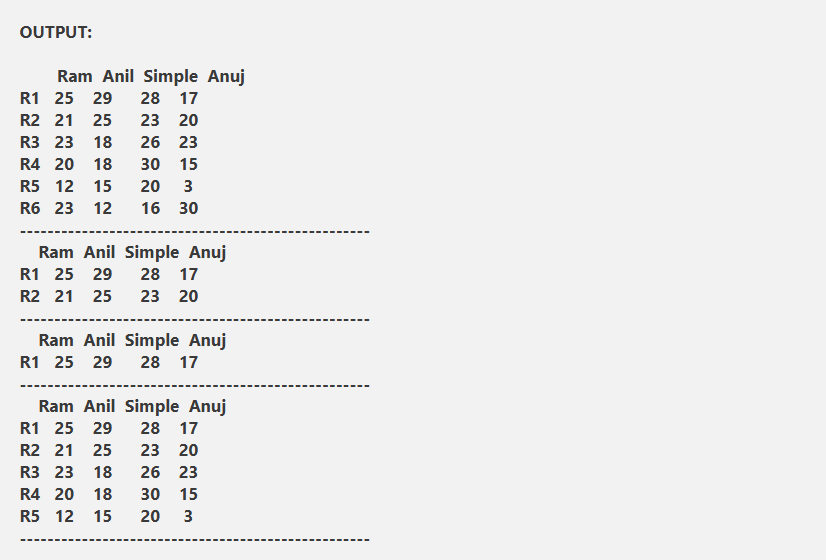 OUTPUT:
Ram Anil Simple Anuj
R1 25 29 28 17
R2 21 25 23 20
R3 23 18 26 23
R4 20 18 30 15
R5 12 15 20 3
R6 23 12 16 30
--------------------------------------------------
Ram Anil Simple Anuj
R1 25 29 28 17
R2 21 25 23 20
--------------------------------------------------
Ram Anil Simple Anuj
R1 25 29 28 17
--------------------------------------------------
Ram Anil Simple Anuj
R1 25 29 28 17
R2 21 25 23 20
R3 23 18 26 23
R4 20 18 30 15
R5 12 15 20 3
--------------------------------------------------